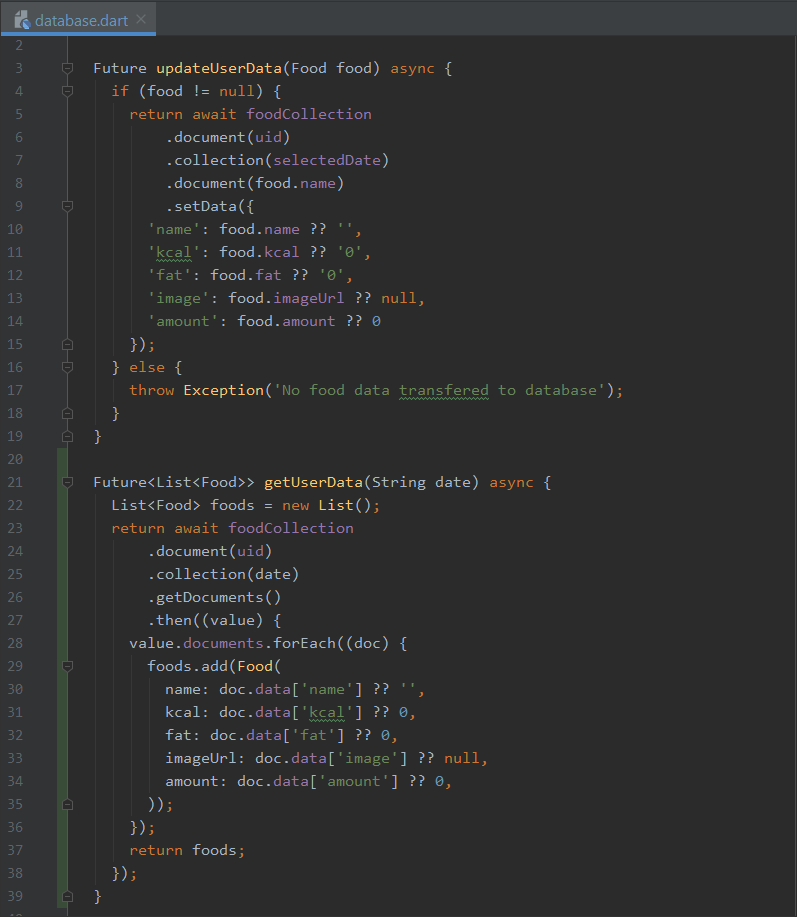 database.dart
2
3 Future updateUserData(Food food) async {
4 if (food != null) {
5 return await foodCollection
6 .document(uid)
7 .collection(selectedDate)
8 .document(food.name)
9 .setData({
10 'name': food.name ?? '',
11 'kcal': food.kcal ?? '0',
12 'fat': food.fat ?? '0',
13 'image': food.imageUrl ?? null,
14 'amount': food.amount ?? 0
15 });
16 } else {
17 throw Exception('No food data transfered to database');
18 }
19 }
20
21 Future<List<Food>> getUserData(String date) async {
22 List<Food> foods = new List();
23 return await foodCollection
24 .document(uid)
25 .collection(date)
26 .getDocuments()
27 .then((value) {
28 value.documents.forEach((doc) {
29 foods.add(Food(
30 name: doc.data['name'] ?? '',
31 kcal: doc.data['kcal'] ?? 0,
32 fat: doc.data['fat'] ?? 0,
33 imageUrl: doc.data['image'] ?? null,
34 amount: doc.data['amount'] ?? 0,
35 ));
36 });
37 return foods;
38 });
39 }